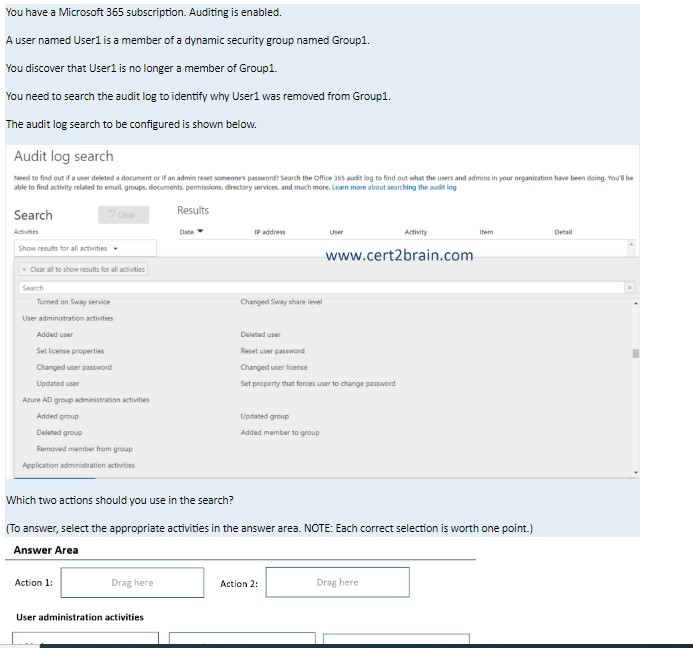 You have a Microsoft 365 subscription. Auditing is enabled.
A user named User1 is a member of a dynamic security group named Group1.
You discover that User1 is no longer a member of Group1.
You need to search the audit log to identify why User1 was removed from Group1.
The audit log search to be configured is shown below.
Audit log search
Need to find out if a user deleted a document or if an admin reset someone's password? Search the Office 365 audit log to find out what the users and admins in your organization have been doing. You'll be
able to find activity related to email, groups, documents, permissions, directory services, and much more. Learn more about searching the audit log
Search
Clear
Results
Activities
Date
IP address
User
Activity
Item
Detail
Show results for all activities
www.cert2brain.com
× Clear all to show results for all activities
Search
Turned on Sway service
Changed Sway share level
User administration activities
Added user
Deleted user
Set license properties
Reset user password
Changed user password
Changed user license
Updated user
Set property that forces user to change password
Azure AD group administration activities
Added group
Updated group
Deleted group
Added member to group
Removed member from group
Application administration activities
Which two actions should you use in the search?
(To answer, select the appropriate activities in the answer area. NOTE: Each correct selection is worth one point.)
Answer Area
Action 1:
Drag here
Action 2:
Drag here
User administration activities